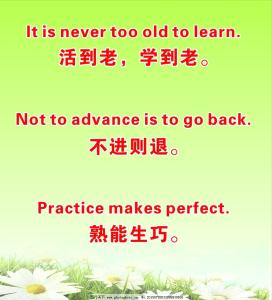 It is never too old to learn.
活到老，学到老。
Not to advance is to go back.
不进则退。
Practice makes perfect.
熟能生巧。